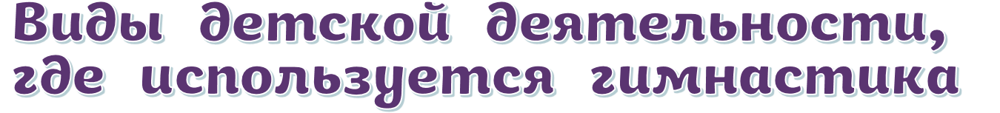 Виды детской деятельности,
где используется гимнастика